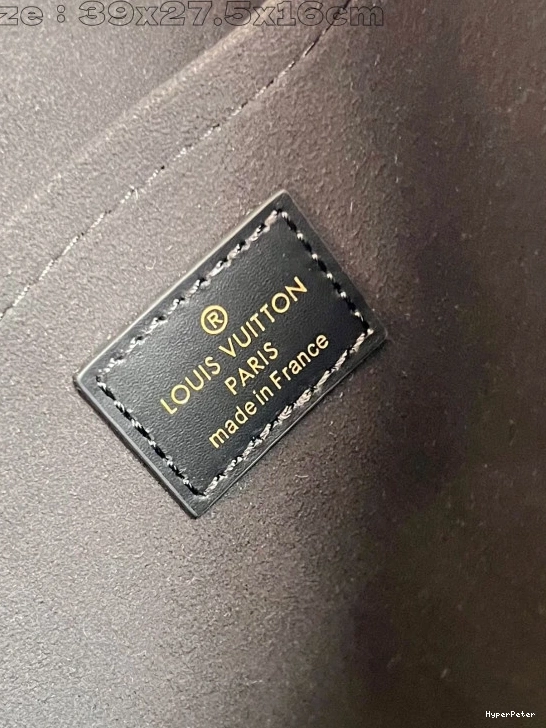 ze : 39x27.5x16cm
®
LOUIS VUITTON
PARIS
made in France
HyperPeter